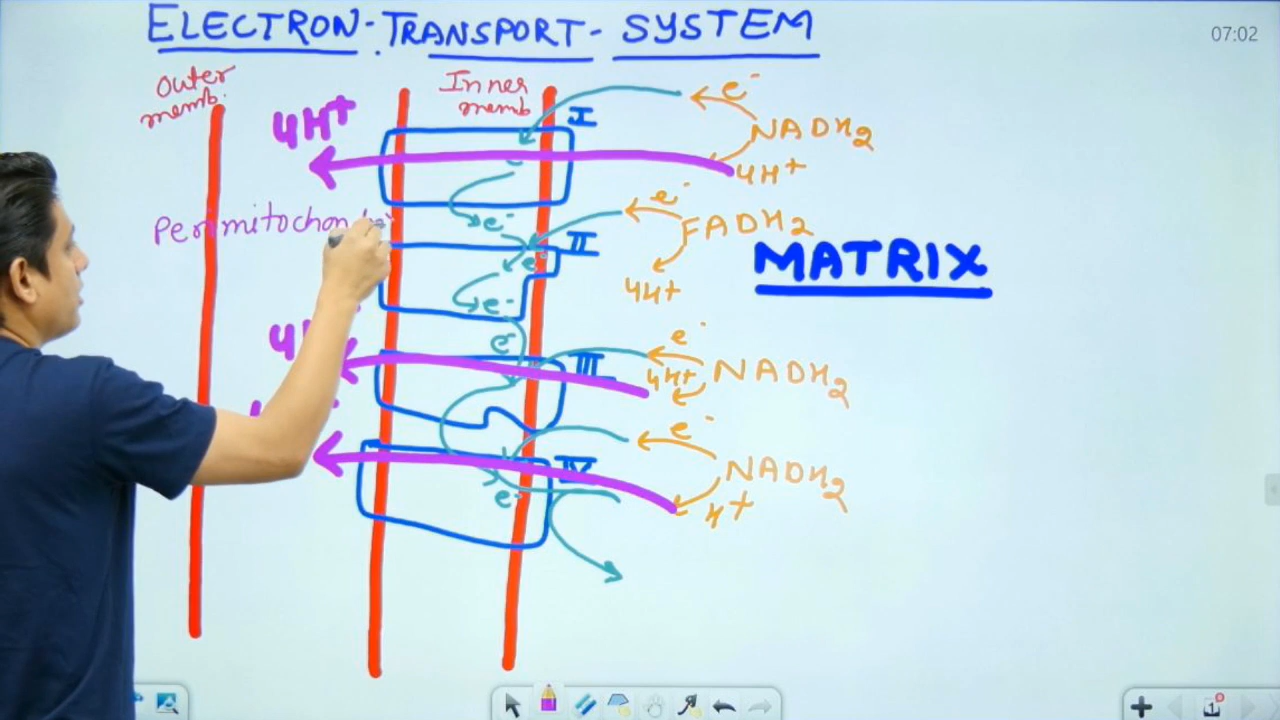 ELECTRON-TRANSPORT-SYSTEM
07:02
Outer
memb.
Inner
memb
4H+
I
e-
NADH2
4H+
e-
e-
e-
FADH2
4H+
II
e-
e-
MATRIX
e-
e-
III
4H+
NADH2
e-
NADH2
IV
H+
e-
1